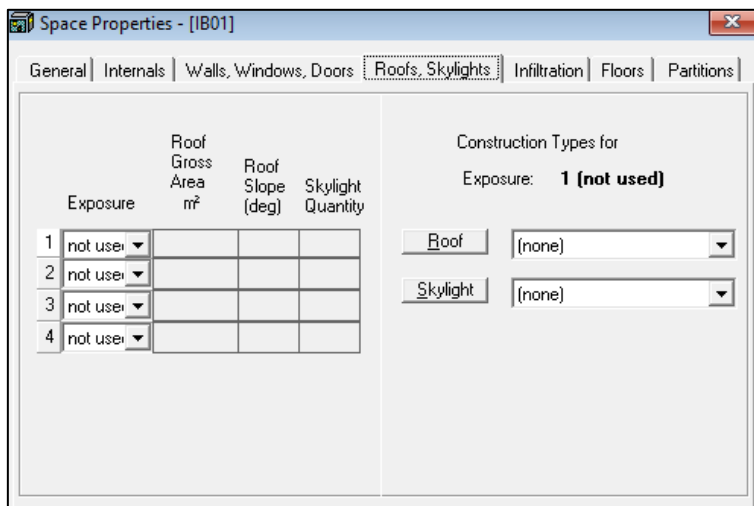 Space Properties - [IB01]
General Internals Walls, Windows, Doors Roofs, Skylights Infiltration Floors Partitions
Exposure
Roof
Gross
Area
m²
Roof
Slope
(deg)
Skylight
Quantity
1 not use
2 not use
3 not use
4 not use
Construction Types for
Exposure: 1 (not used)
Roof (none)
Skylight (none)